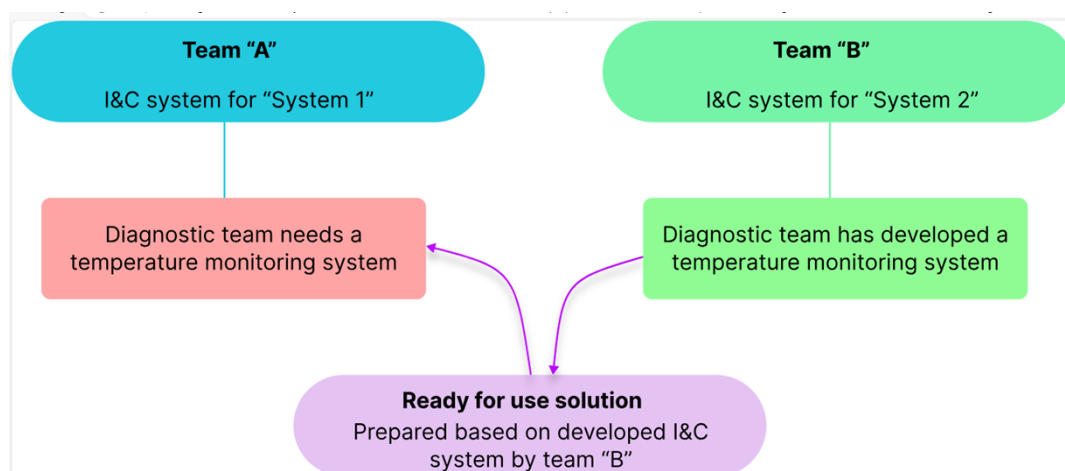 Team “A”
I&C system for “System 1”
Team “B”
I&C system for “System 2”
Diagnostic team needs a
temperature monitoring system
Diagnostic team has developed a
temperature monitoring system
Ready for use solution
Prepared based on developed I&C
system by team “B”